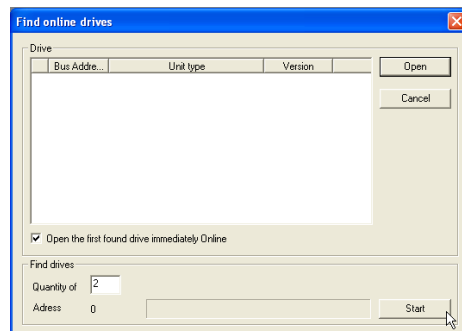 Find online drives
Drive
Bus Addre... Unit type Version
Open
Cancel
Open the first found drive immediately Online
Find drives
Quantity of 2
Adress 0
Start